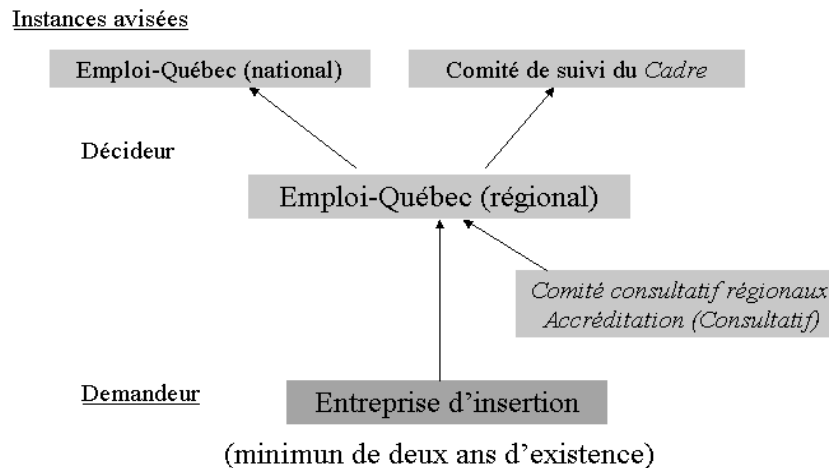 Instances avisées
Emploi-Québec (national)
Comité de suivi du Cadre
Décideur
Emploi-Québec (régional)
Comité consultatif régionaux
Accréditation (Consultatif)
Demandeur
Entreprise d’insertion
(minimun de deux ans d’existence)